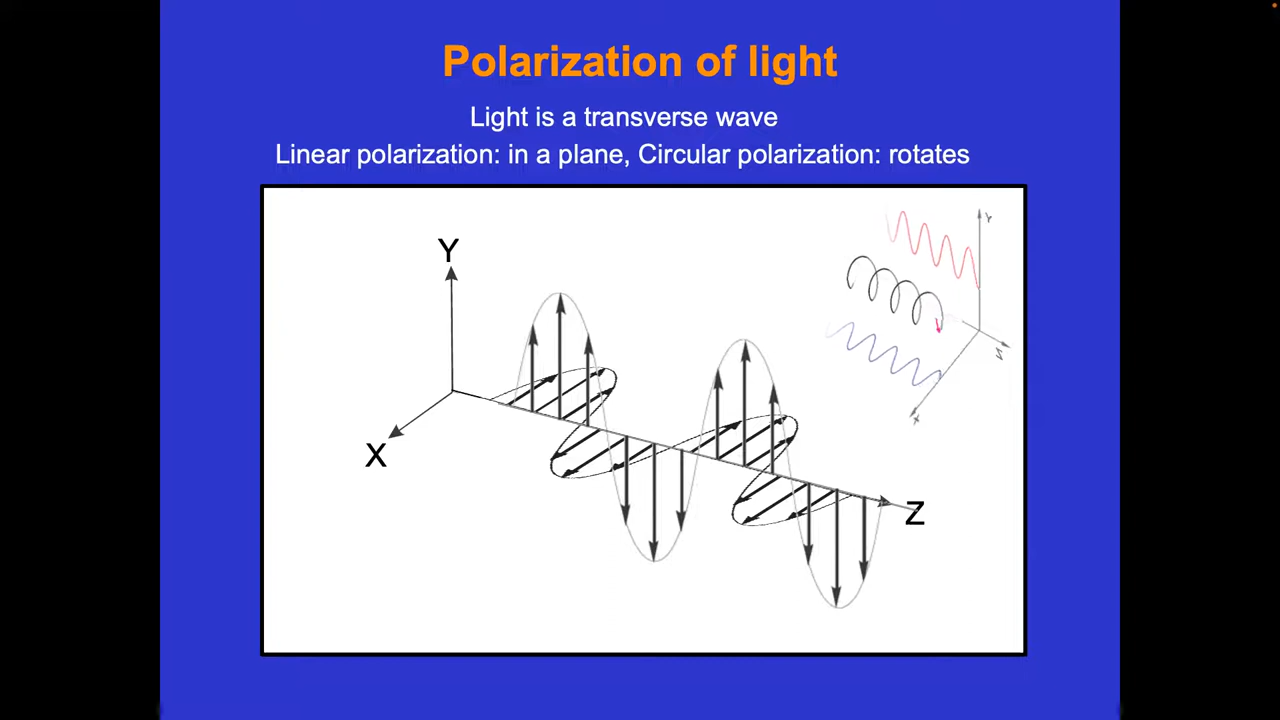 Polarization of light
Light is a transverse wave
Linear polarization: in a plane, Circular polarization: rotates
Y
X
Z
Y
Z
X